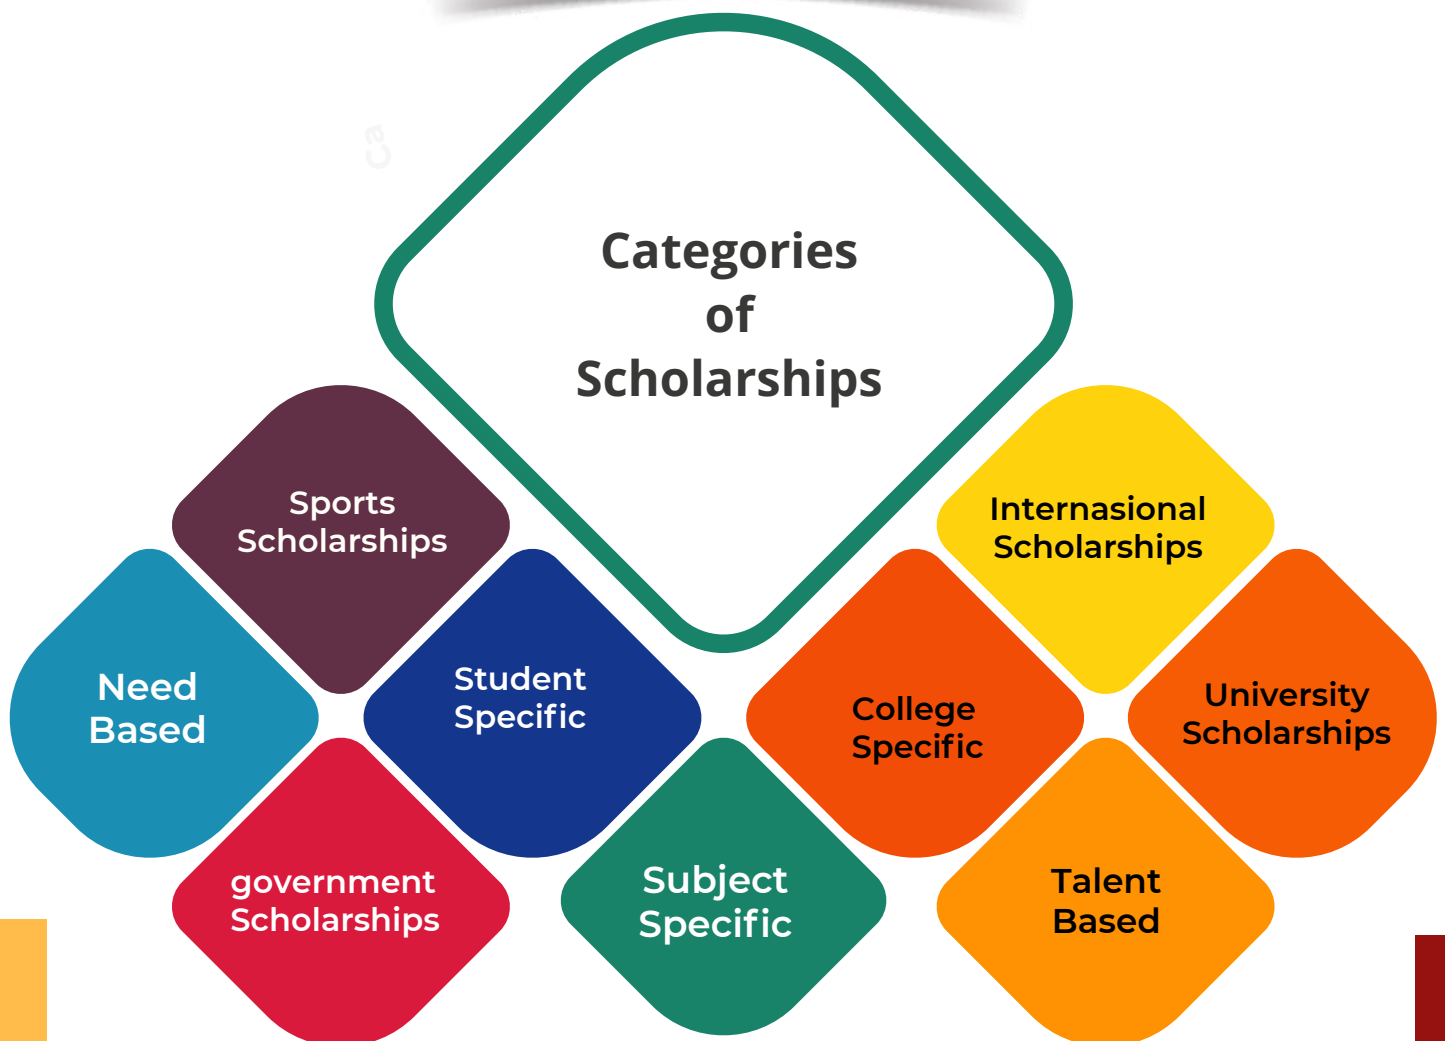 Ca
Categories
of
Scholarships
Sports
Scholarships
Internasional
Scholarships
Need
Based
Student
Specific
College
Specific
University
Scholarships
government
Scholarships
Subject
Specific
Talent
Based